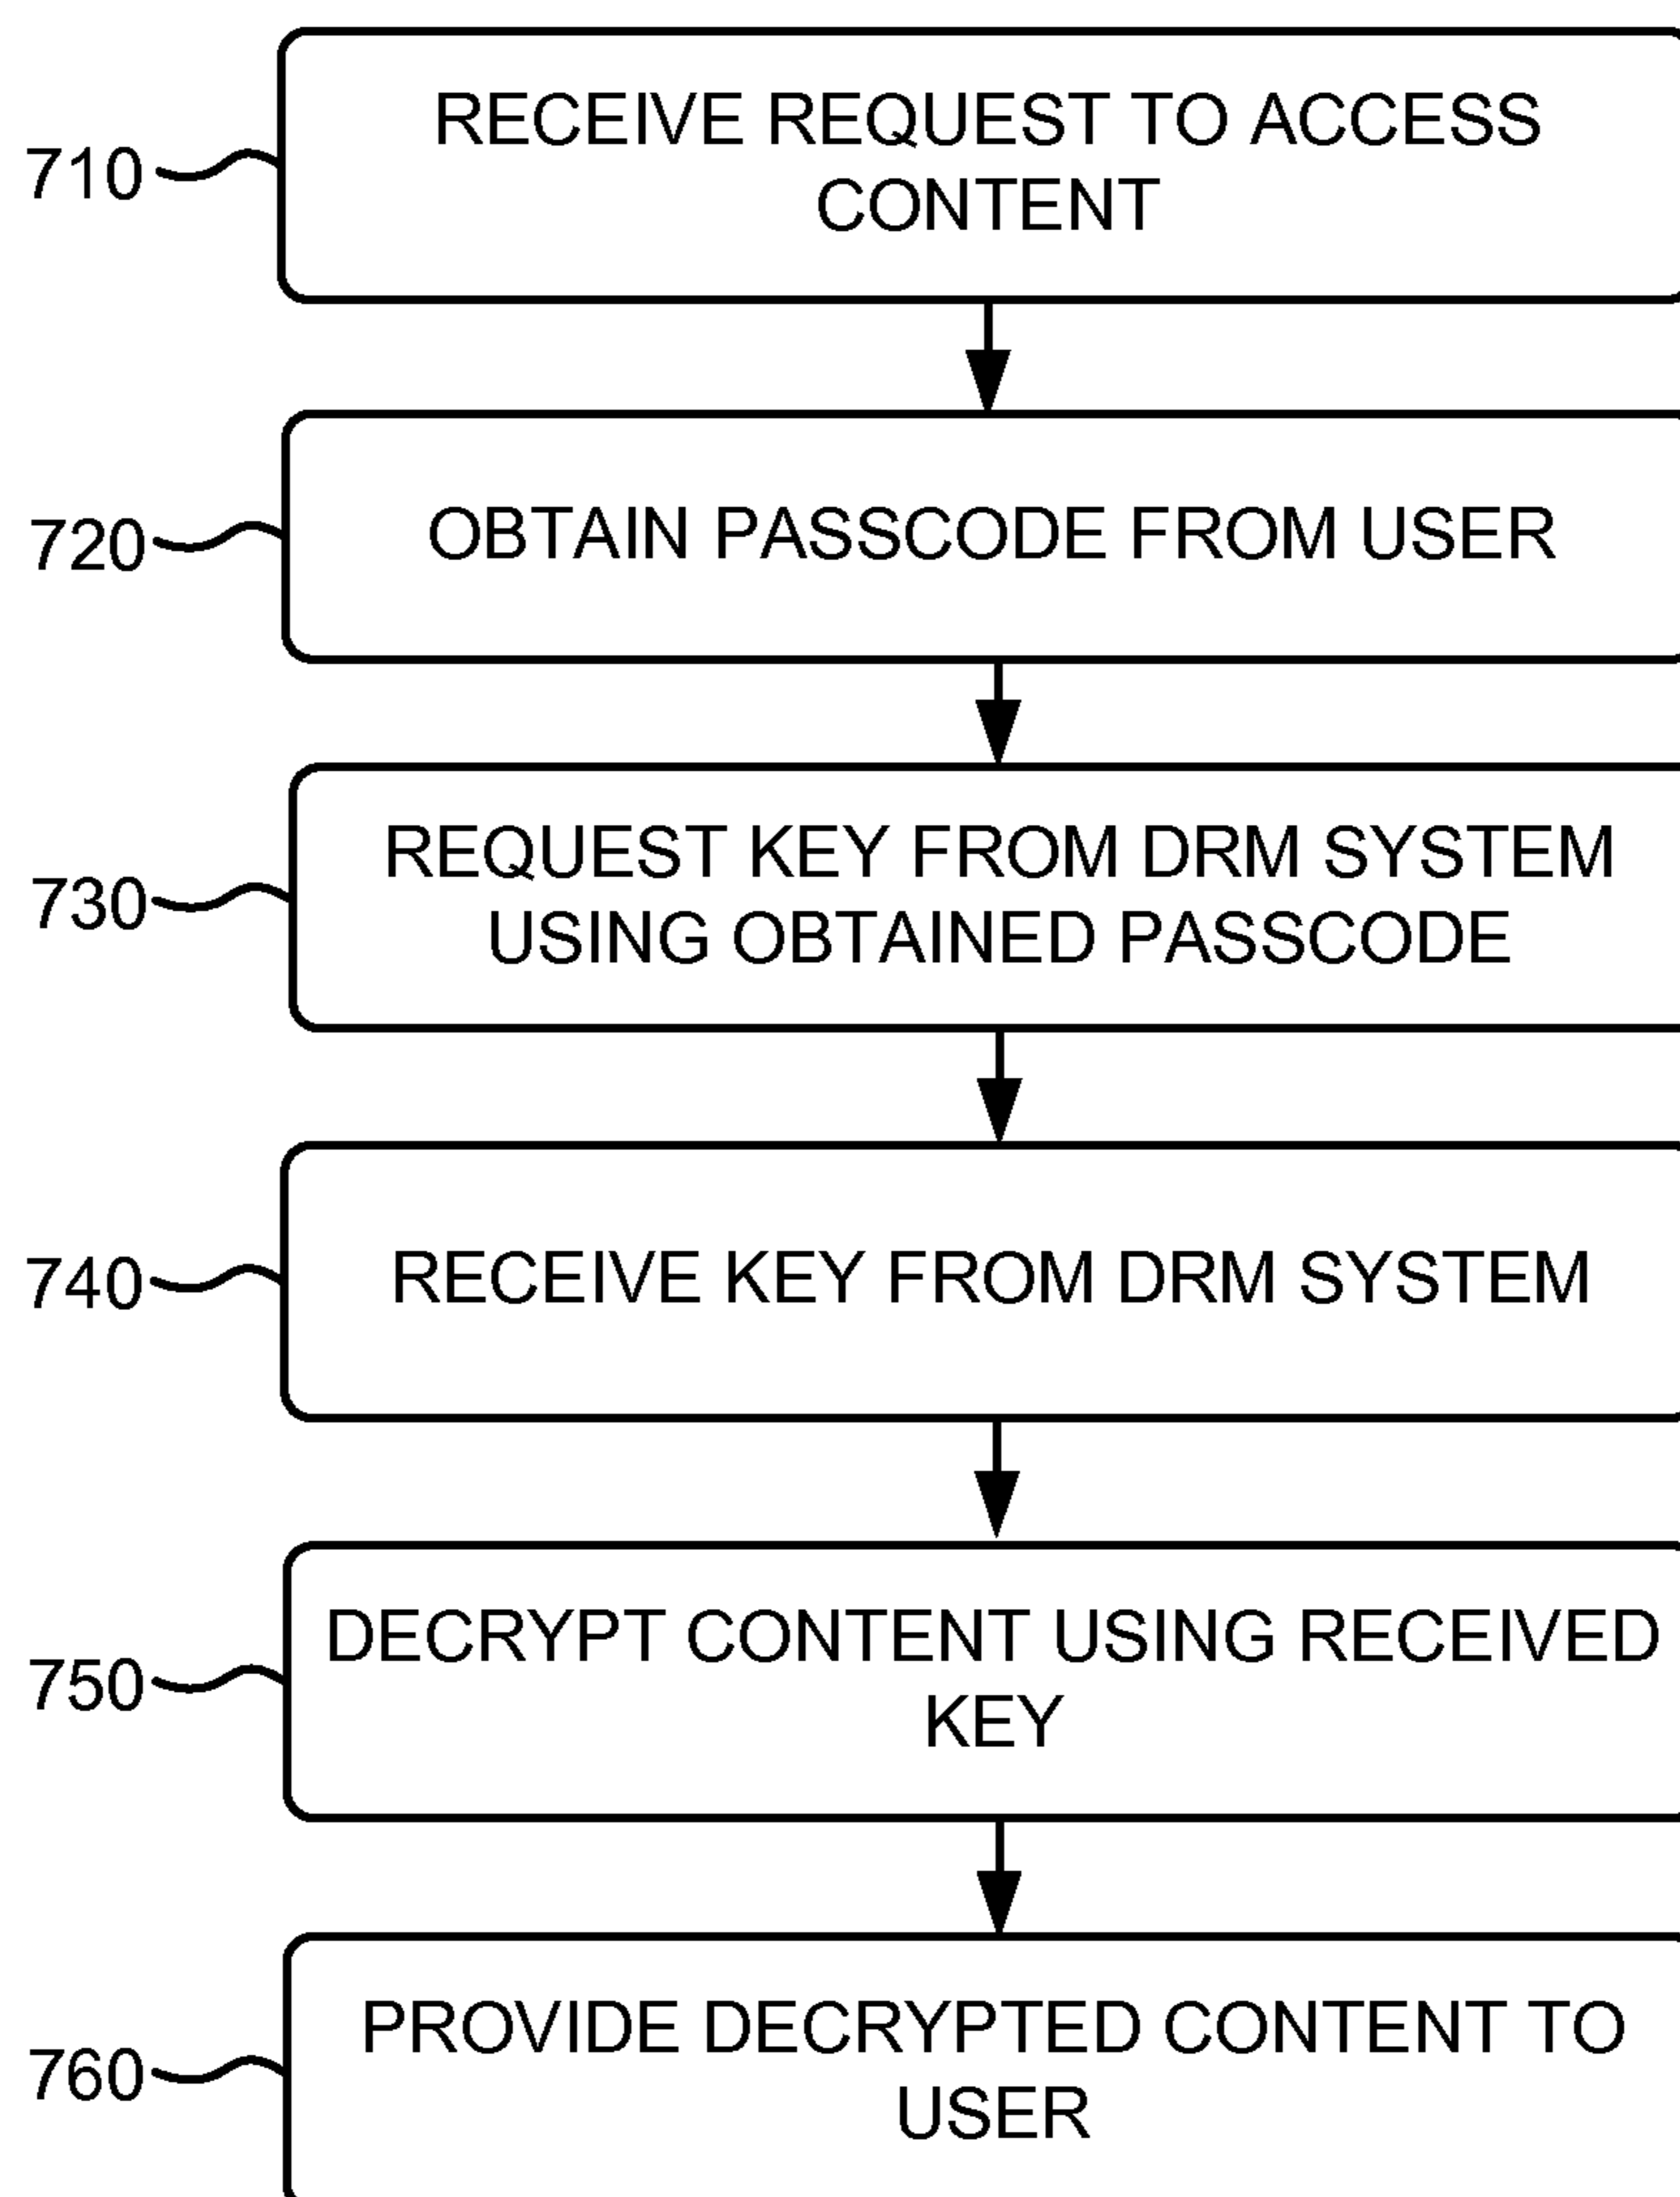 RECEIVE REQUEST TO ACCESS
CONTENT
710
OBTAIN PASSCODE FROM USER
720
REQUEST KEY FROM DRM SYSTEM
USING OBTAINED PASSCODE
730
RECEIVE KEY FROM DRM SYSTEM
740
DECRYPT CONTENT USING RECEIVED
KEY
750
PROVIDE DECRYPTED CONTENT TO
USER
760